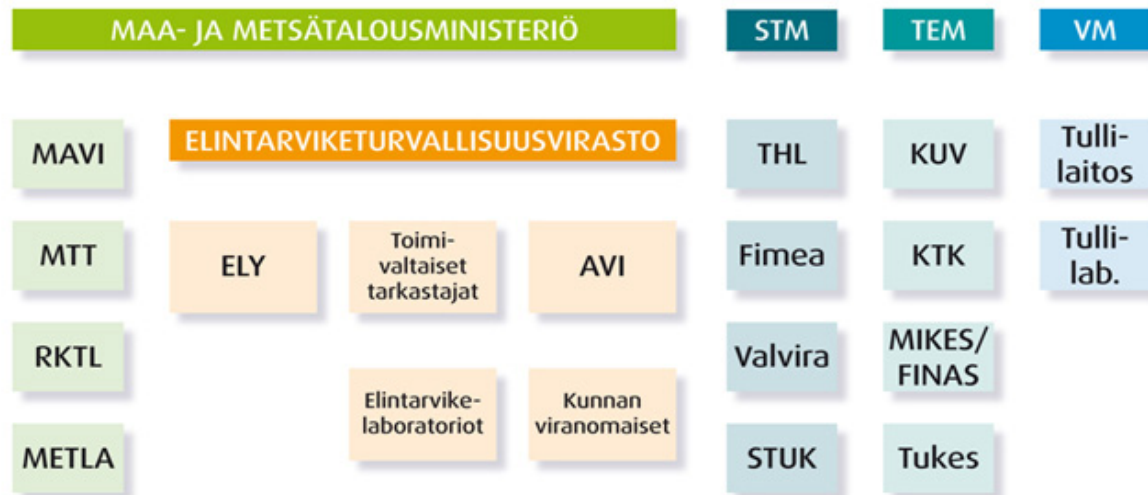 MAA- JA METSÄTALOUSMINISTERIÖ
STM
TEM
VM
MAVI
ELINTARVIKETURVALLISUUSVIRASTO
THL
KUV
Tulli-
laitos
MTT
ELY
Toimi-
valtaiset
tarkastajat
AVI
Fimea
KTK
Tulli-
lab.
RKTL
Elintarvike-
laboratoriot
Kunnan
viranomaiset
Valvira
MIKES/
FINAS
METLA
STUK
Tukes